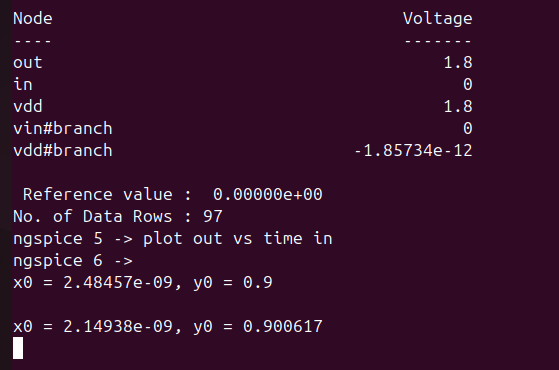 Node Voltage
---- -------
out 1.8
in 0
vdd 1.8
vin#branch 0
vdd#branch -1.85734e-12
Reference value : 0.00000e+00
No. of Data Rows : 97
ngspice 5 -> plot out vs time in
ngspice 6 ->
x0 = 2.48457e-09, y0 = 0.9
x0 = 2.14938e-09, y0 = 0.900617